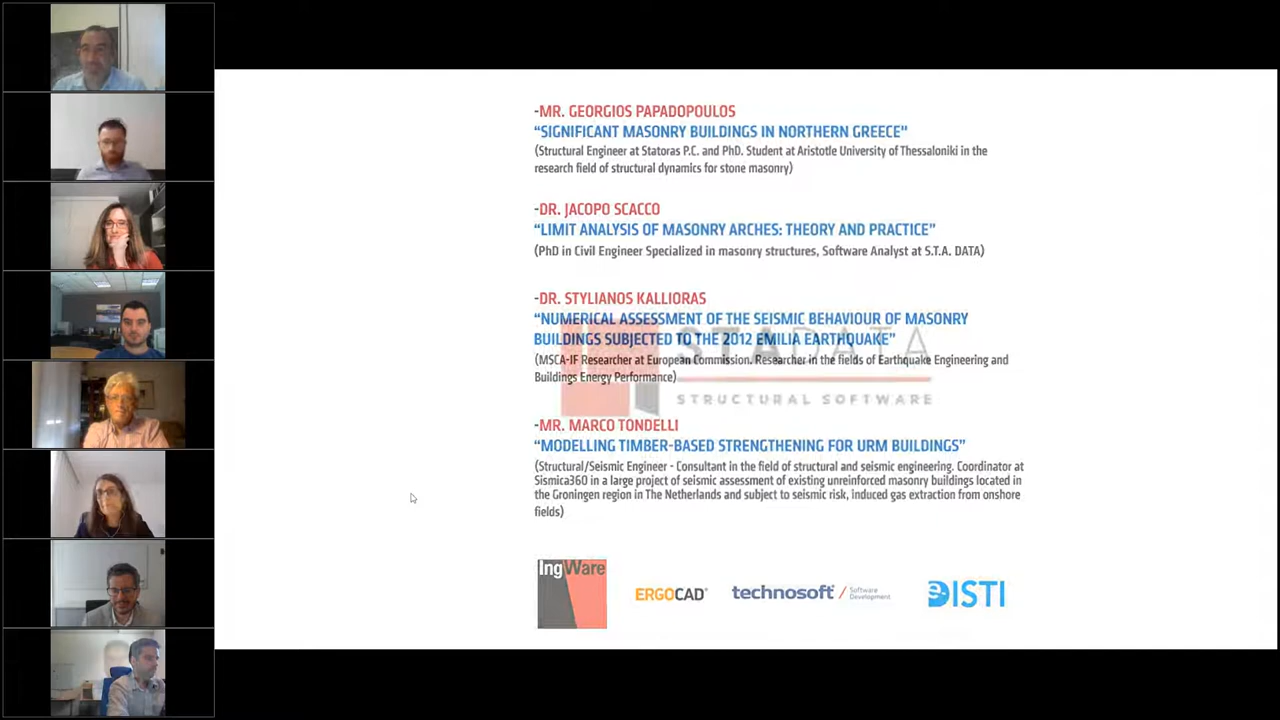 -MR. GEORGIOS PAPADOPOULOS
“SIGNIFICANT MASONRY BUILDINGS IN NORTHERN GREECE”
(Structural Engineer at Statoras P.C. and PhD. Student at Aristotle University of Thessaloniki in the
research field of structural dynamics for stone masonry)
-DR. JACOPO SCACCO
“LIMIT ANALYSIS OF MASONRY ARCHES: THEORY AND PRACTICE”
(PhD in Civil Engineer Specialized in masonry structures, Software Analyst at S.T.A. DATA)
-DR. STYLIANOS KALLIORAS
“NUMERICAL ASSESSMENT OF THE SEISMIC BEHAVIOUR OF MASONRY
BUILDINGS SUBJECTED TO THE 2012 EMILIA EARTHQUAKE”
STADATA
(MSCA-IF Researcher at European Commission. Researcher in the fields of Earthquake Engineering and
Buildings Energy Performance)
STRUCTURAL SOFTWARE
-MR. MARCO TONDELLI
“MODELLING TIMBER-BASED STRENGTHENING FOR URM BUILDINGS”
(Structural/Seismic Engineer - Consultant in the field of structural and seismic engineering. Coordinator at
Sismica360 in a large project of seismic assessment of existing unreinforced masonry buildings located in
the Groningen region in The Netherlands and subject to seismic risk, induced gas extraction from onshore
fields)
IngWare
ERGOCAD®
technosoft® / Software Development
eDISTI